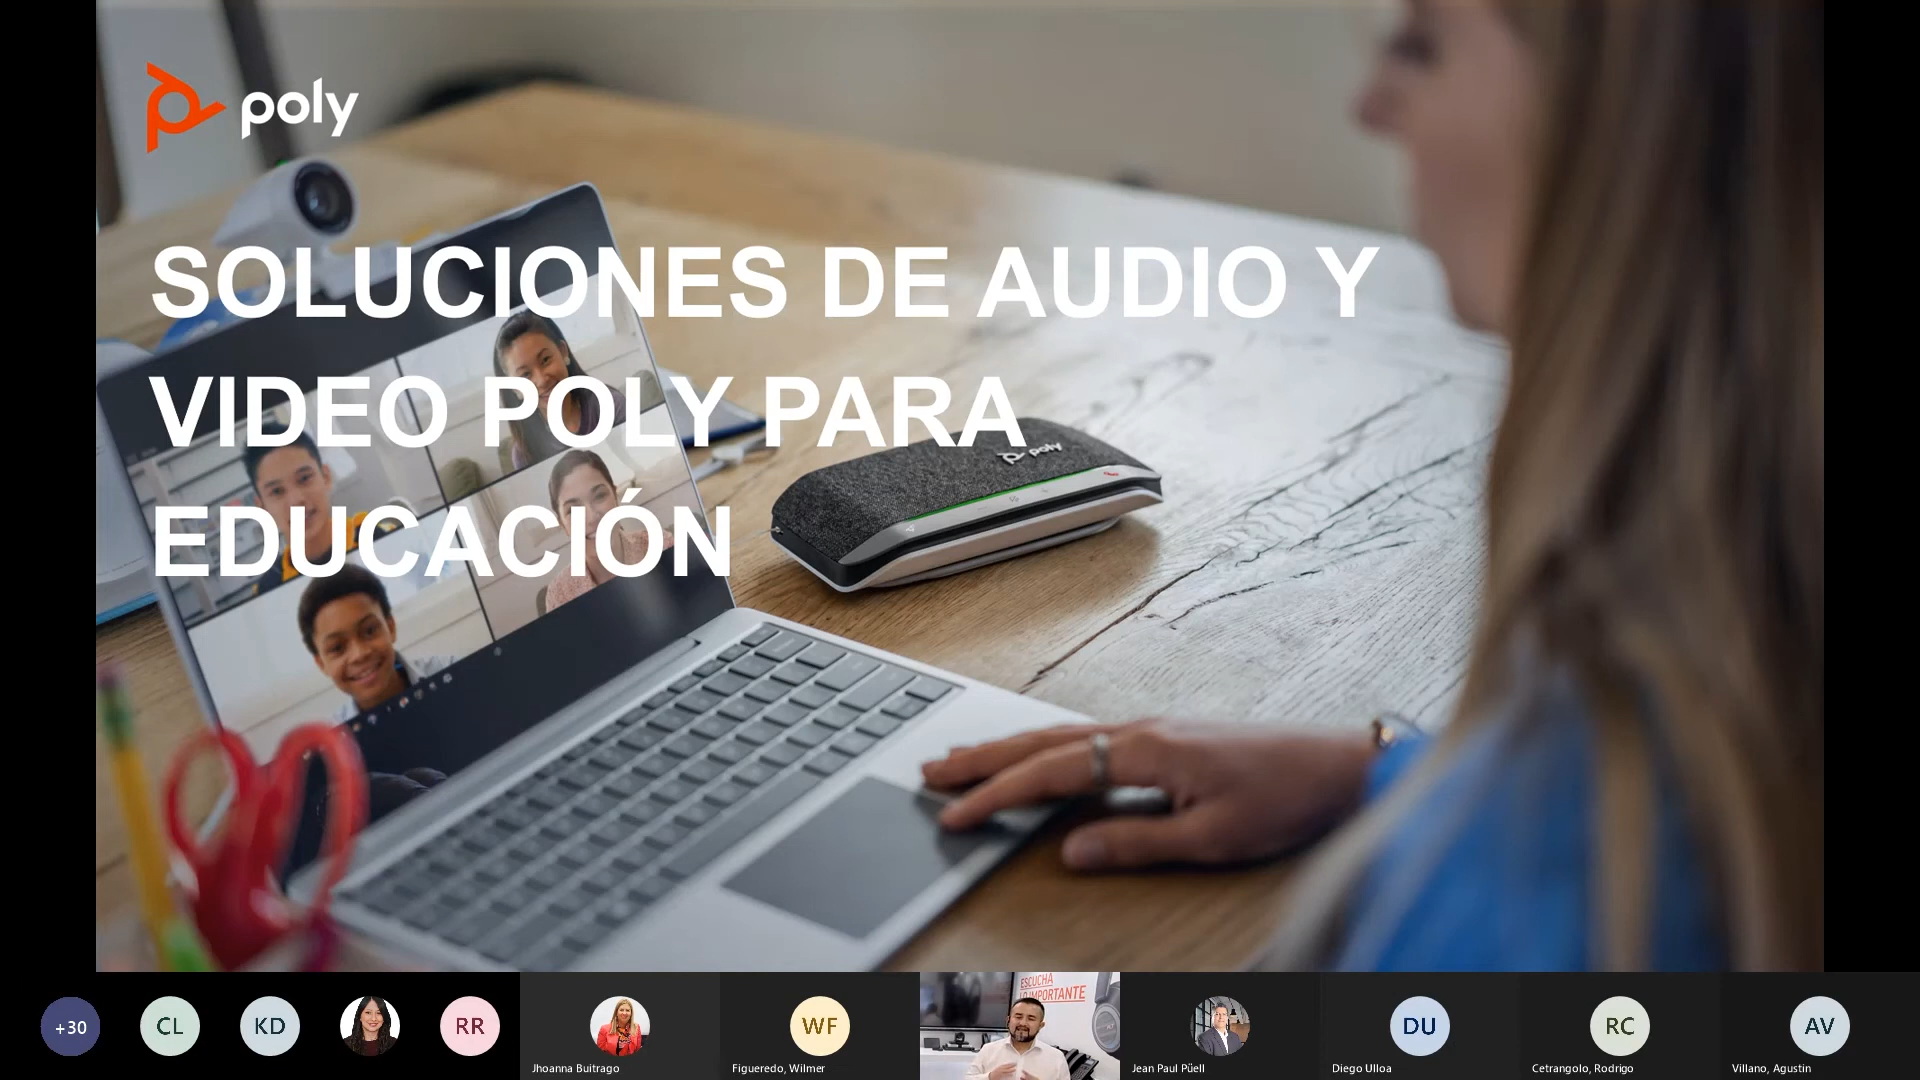 poly
SOLUCIONES DE AUDIO Y
VIDEO POLY PARA
EDUCACIÓN
poly
+30
CL
KD
RR
WF
ESCUCHA
LO IMPORTANTE
DU
RC
AV
Jhoanna Buitrago
Figueredo, Wilmer
Jean Paul Püell
Diego Ulloa
Cetrangolo, Rodrigo
Villano, Agustin